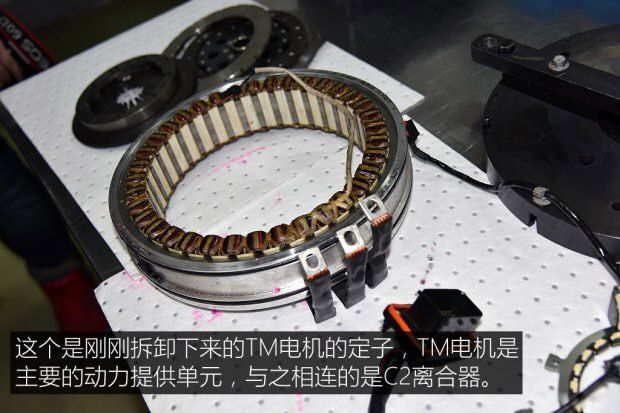 这个是刚刚拆卸下来的TM电机的定子，TM电机是
主要的动力提供单元，与之相连的是C2离合器。